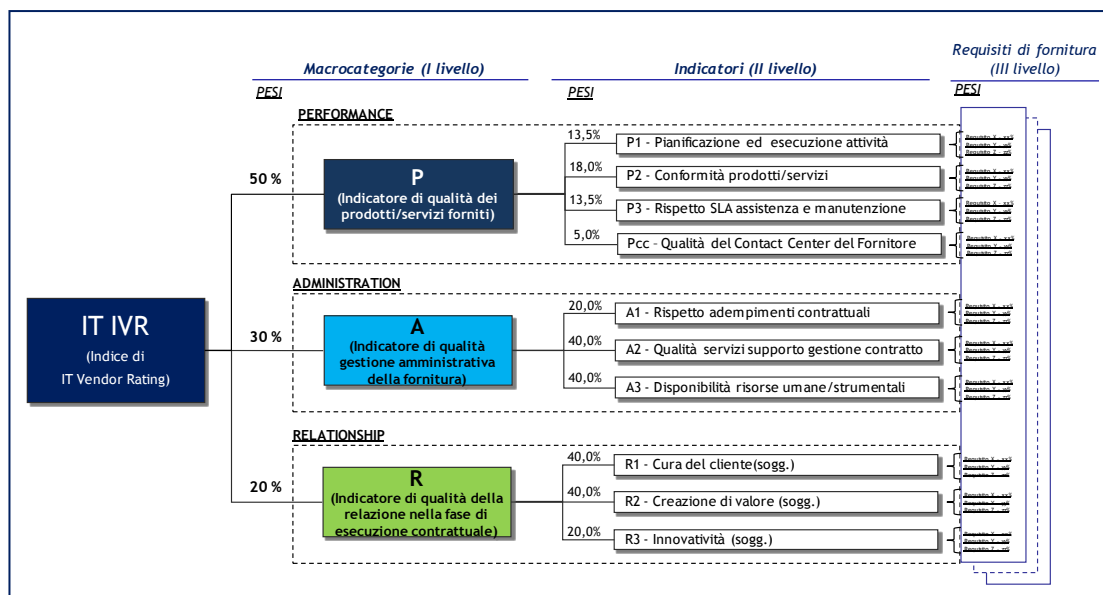 Macrocategorie (I livello)
Indicatori (II livello)
Requisiti di fornitura
(III livello)
PESI
PESI
PESI
PERFORMANCE
50 %
P
(Indicatore di qualità dei
prodotti/servizi forniti)
13,5%
P1 - Pianificazione ed esecuzione attività
18,0%
P2 - Conformità prodotti/servizi
13,5%
P3 - Rispetto SLA assistenza e manutenzione
5,0%
Pcc - Qualità del Contact Center del Fornitore
IT IVR
(Indice di
IT Vendor Rating)
ADMINISTRATION
30 %
A
(Indicatore di qualità
gestione amministrativa
della fornitura)
20,0%
A1 - Rispetto adempimenti contrattuali
40,0%
A2 - Qualità servizi supporto gestione contratto
40,0%
A3 - Disponibilità risorse umane/strumentali
RELATIONSHIP
20 %
R
(Indicatore di qualità della
relazione nella fase di
esecuzione contrattuale)
40,0%
R1 - Cura del cliente(sogg.)
40,0%
R2 - Creazione di valore (sogg.)
20,0%
R3 - Innovatività (sogg.)